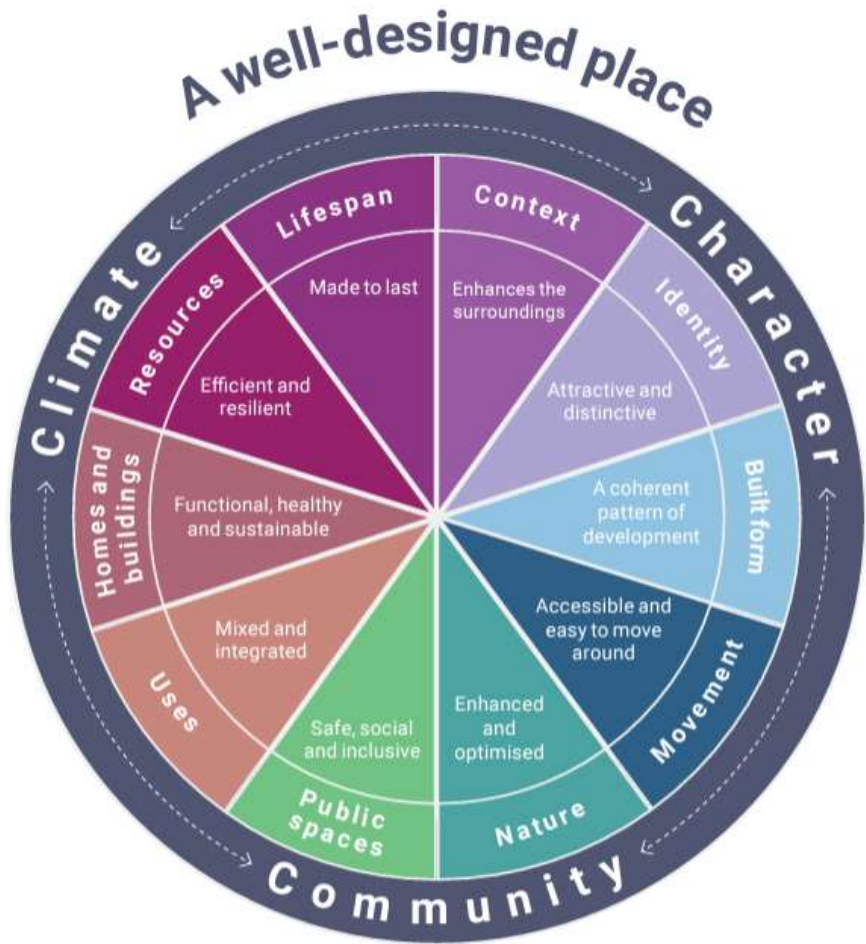 A well-designed place
Climate
Character
Community
Context
Enhances the
surroundings
Identity
Attractive and
distinctive
Built form
A coherent
pattern of
development
Movement
Accessible and
easy to move
around
Nature
Enhanced
and
optimised
Public
spaces
Safe, social
and inclusive
Uses
Mixed and
integrated
Homes and
buildings
Functional, healthy
and sustainable
Resources
Efficient and
resilient
Lifespan
Made to last